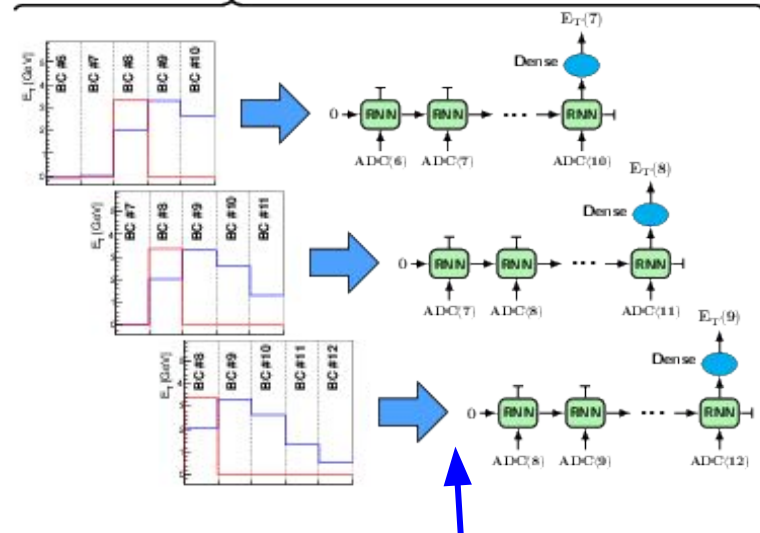 E_T(7)
Dense
E_T [GeV]
BC #6
BC #7
BC #8
BC #9
BC #10
0
RNN
RNN
...
RNN
ADC(6)
ADC(7)
ADC(10)
E_T(8)
Dense
E_T [GeV]
BC #7
BC #8
BC #9
BC #10
BC #11
0
RNN
RNN
...
RNN
ADC(7)
ADC(8)
ADC(11)
E_T(9)
Dense
E_T [GeV]
BC #8
BC #9
BC #10
BC #11
BC #12
0
RNN
RNN
...
RNN
ADC(8)
ADC(9)
ADC(12)